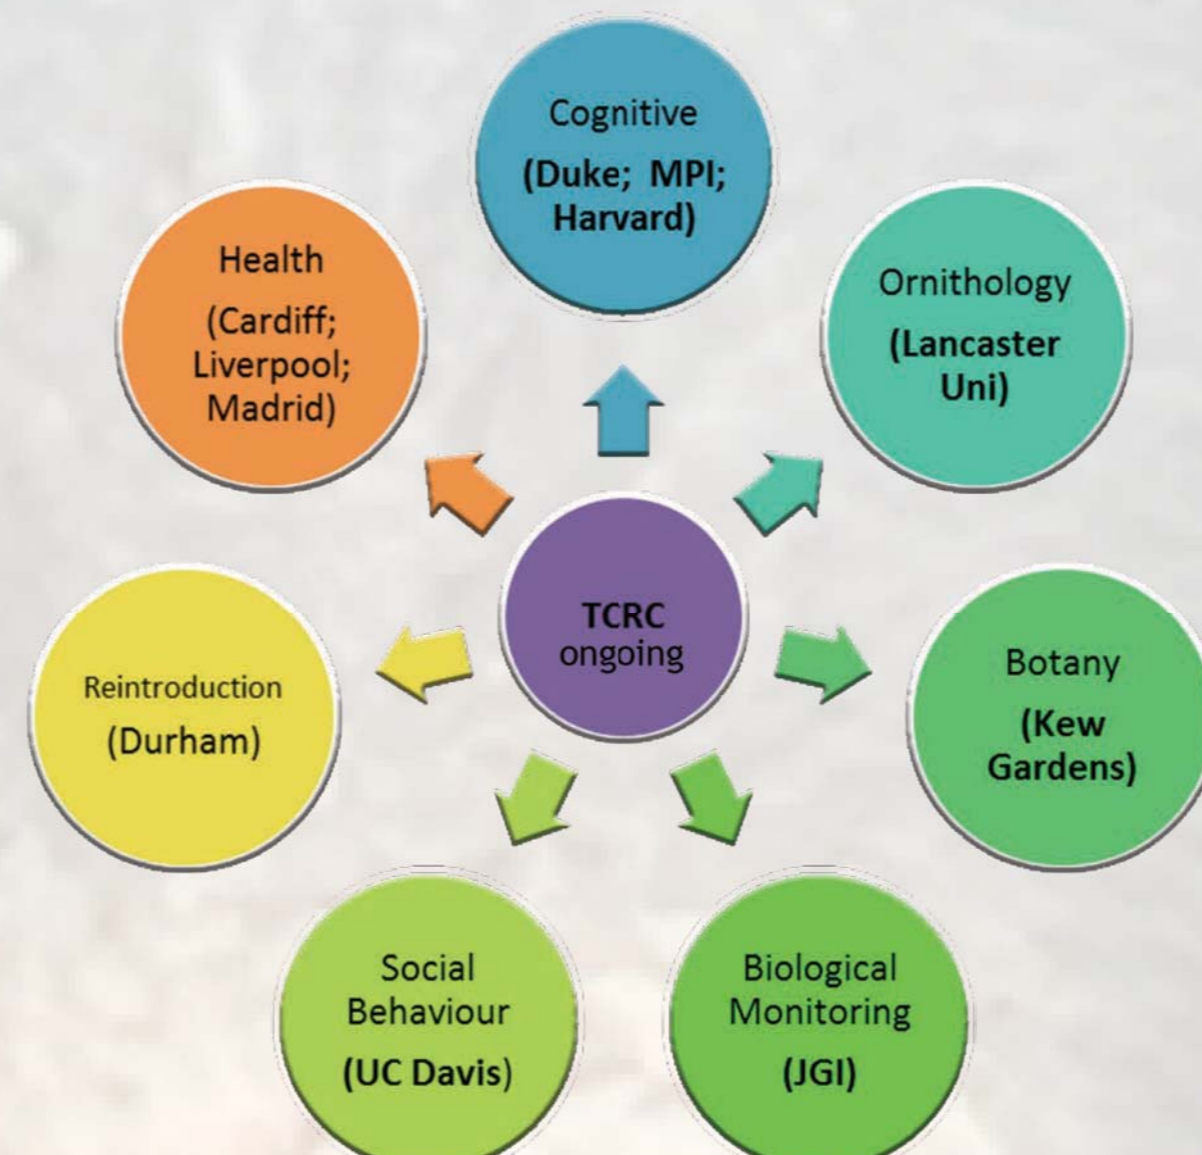 Cognitive
(Duke; MPI;
Harvard)
Ornithology
(Lancaster
Uni)
Botany
(Kew
Gardens)
Biological
Monitoring
(JGI)
Social
Behaviour
(UC Davis)
Reintroduction
(Durham)
Health
(Cardiff;
Liverpool;
Madrid)
TCRC
ongoing